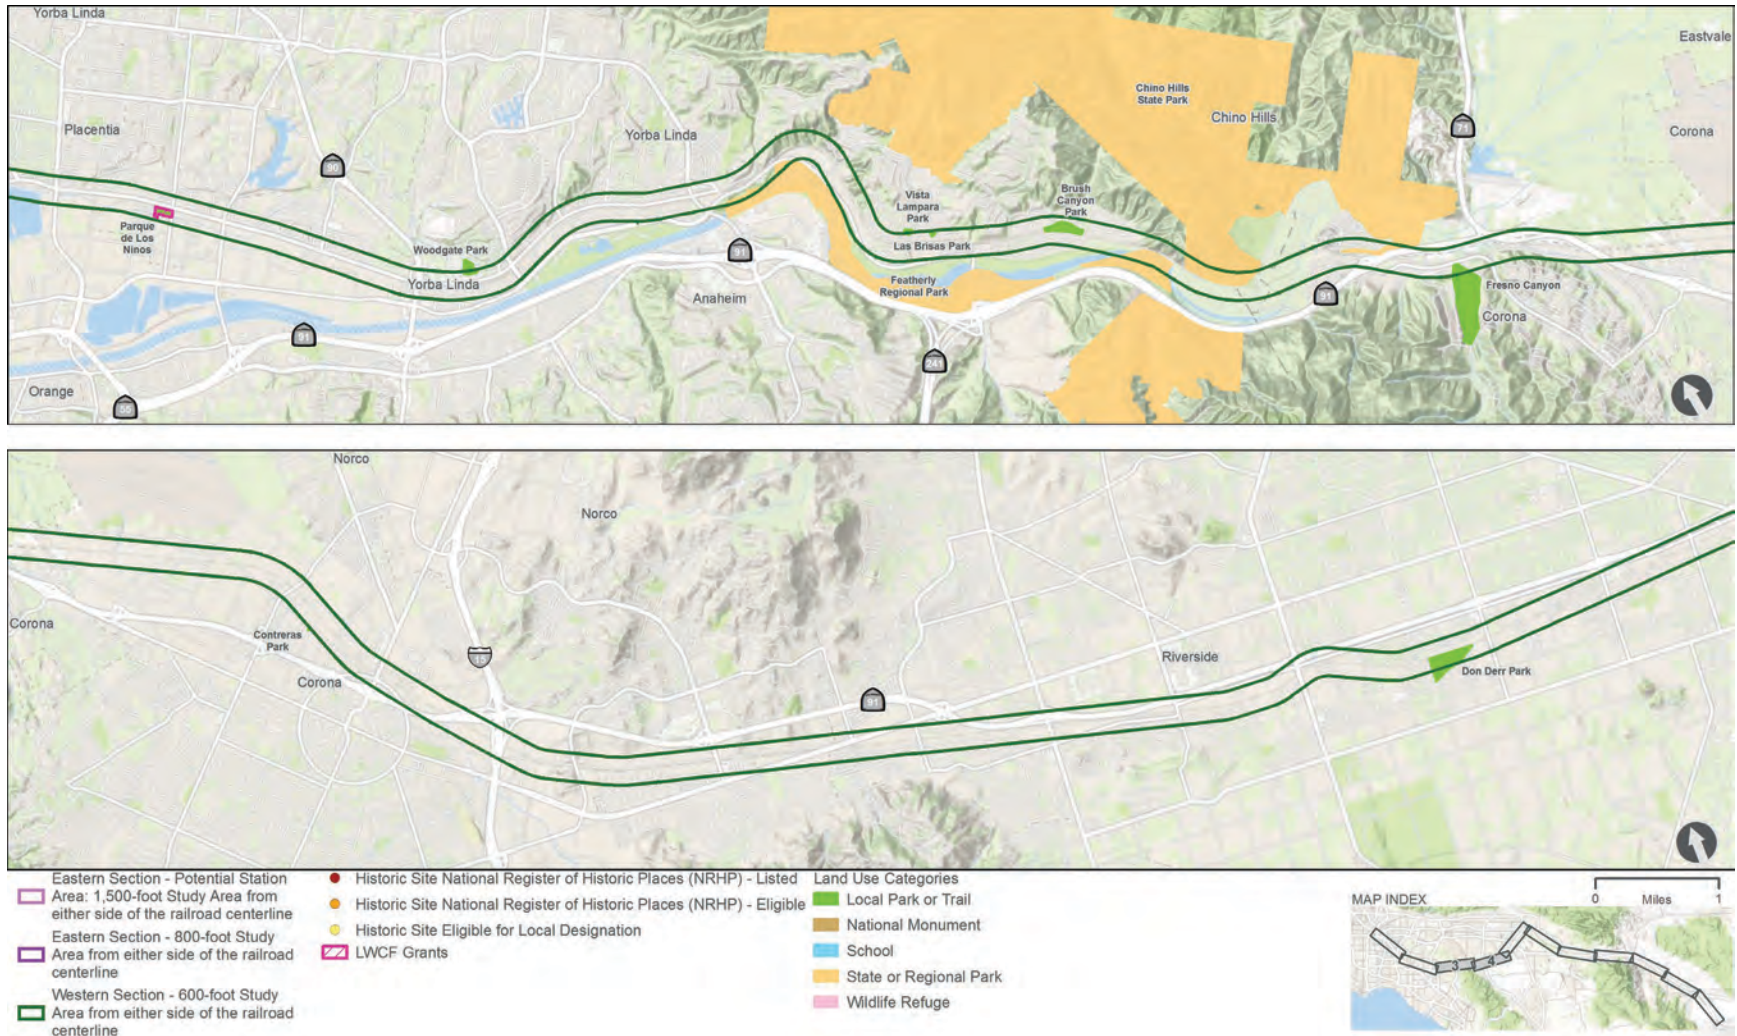 Yorba Linda
Eastvale
Chino Hills
State Park
Chino Hills
71
Placentia
Yorba Linda
Corona
90
Vista
Lampara
Park
Brush
Canyon
Park
Parque
de Los
Ninos
Woodgate Park
Las Brisas Park
91
Yorba Linda
Anaheim
Featherly
Regional Park
Fresno Canyon
91
Corona
91
241
Orange
55
Norco
Norco
Corona
Contreras
Park
15
Riverside
Don Derr Park
Corona
91
Eastern Section - Potential Station
Area: 1,500-foot Study Area from
either side of the railroad centerline
Eastern Section - 800-foot Study
Area from either side of the railroad
centerline
Western Section - 600-foot Study
Area from either side of the railroad
centerline
Historic Site National Register of Historic Places (NRHP) - Listed
Historic Site National Register of Historic Places (NRHP) - Eligible
Historic Site Eligible for Local Designation
LWCF Grants
Land Use Categories
Local Park or Trail
National Monument
School
State or Regional Park
Wildlife Refuge
0 Miles 1
MAP INDEX
3 4